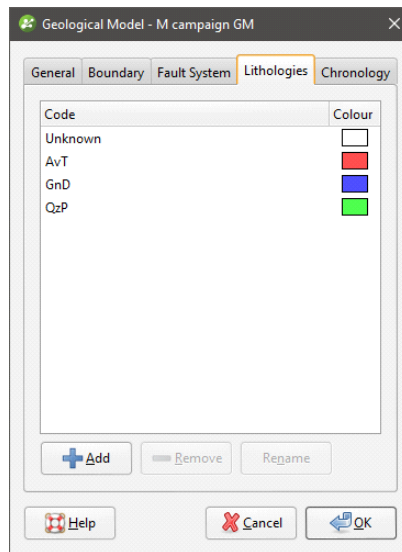 Geological Model - M campaign GM
General Boundary Fault System Lithologies Chronology
Code Colour
Unknown
AvT
GnD
QzP
Add Remove Rename
Help Cancel OK